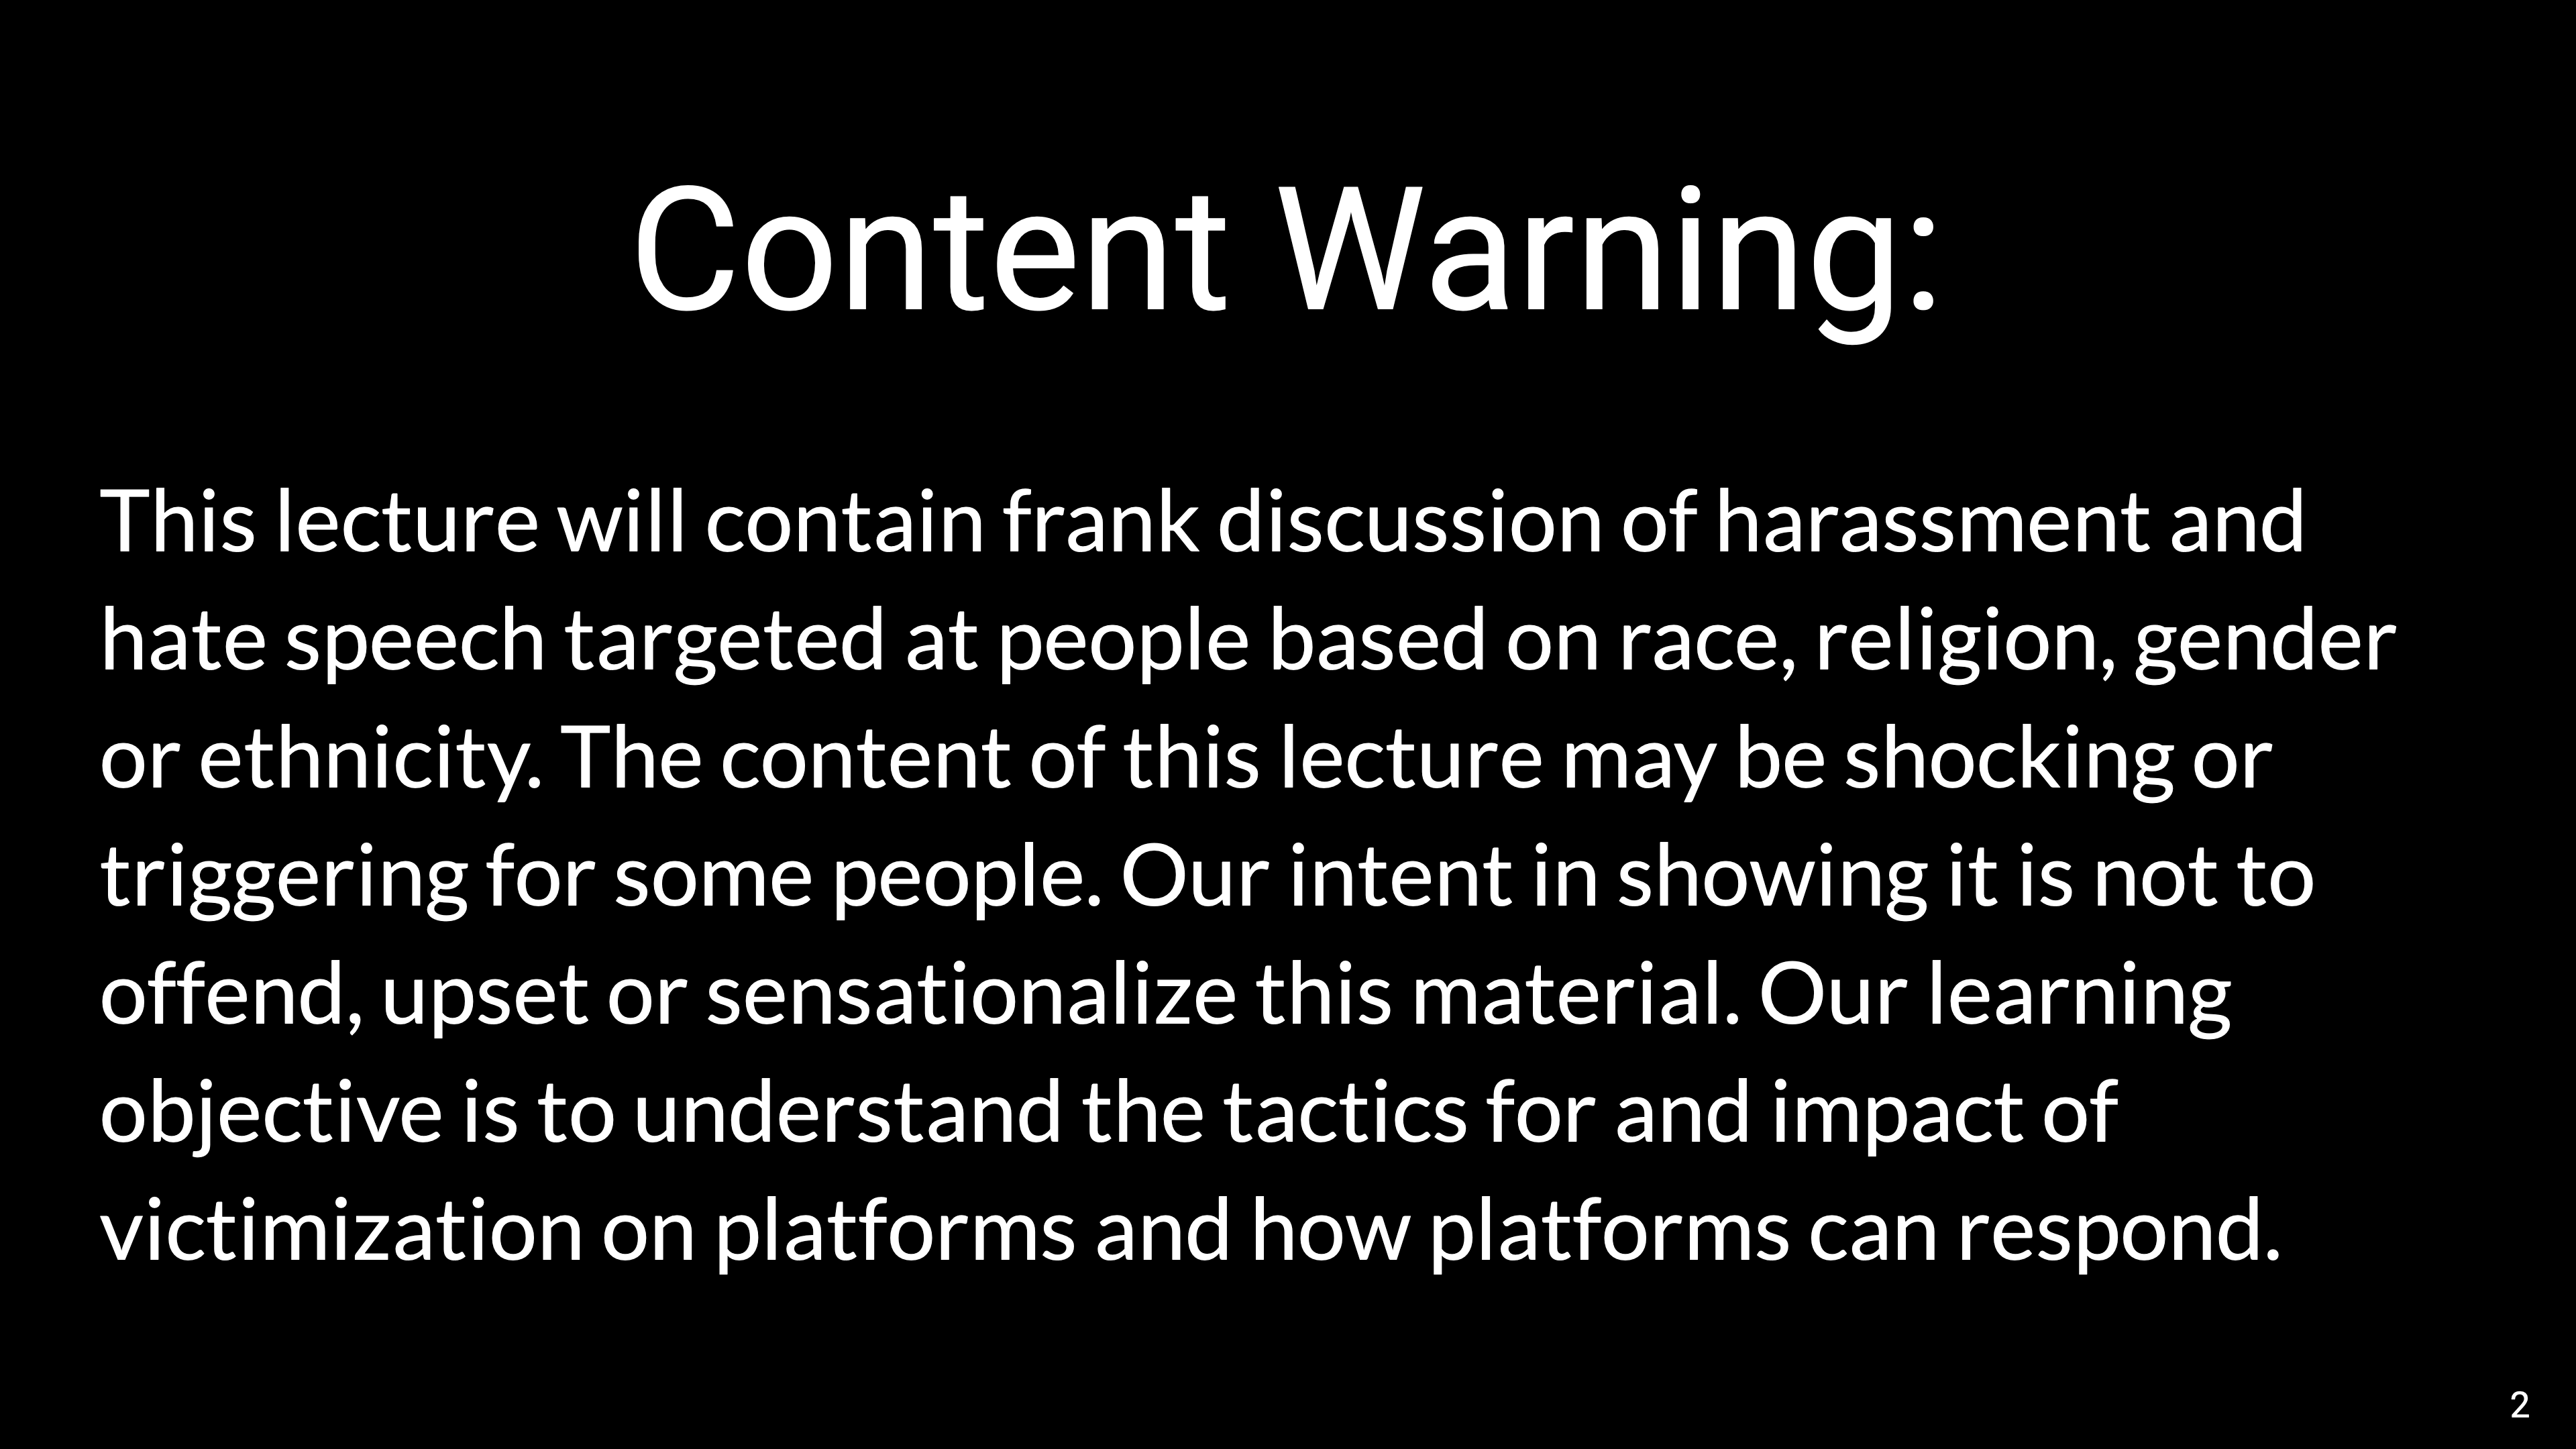 Content Warning:
This lecture will contain frank discussion of harassment and
hate speech targeted at people based on race, religion, gender
or ethnicity. The content of this lecture may be shocking or
triggering for some people. Our intent in showing it is not to
offend, upset or sensationalize this material. Our learning
objective is to understand the tactics for and impact of
victimization on platforms and how platforms can respond.
2